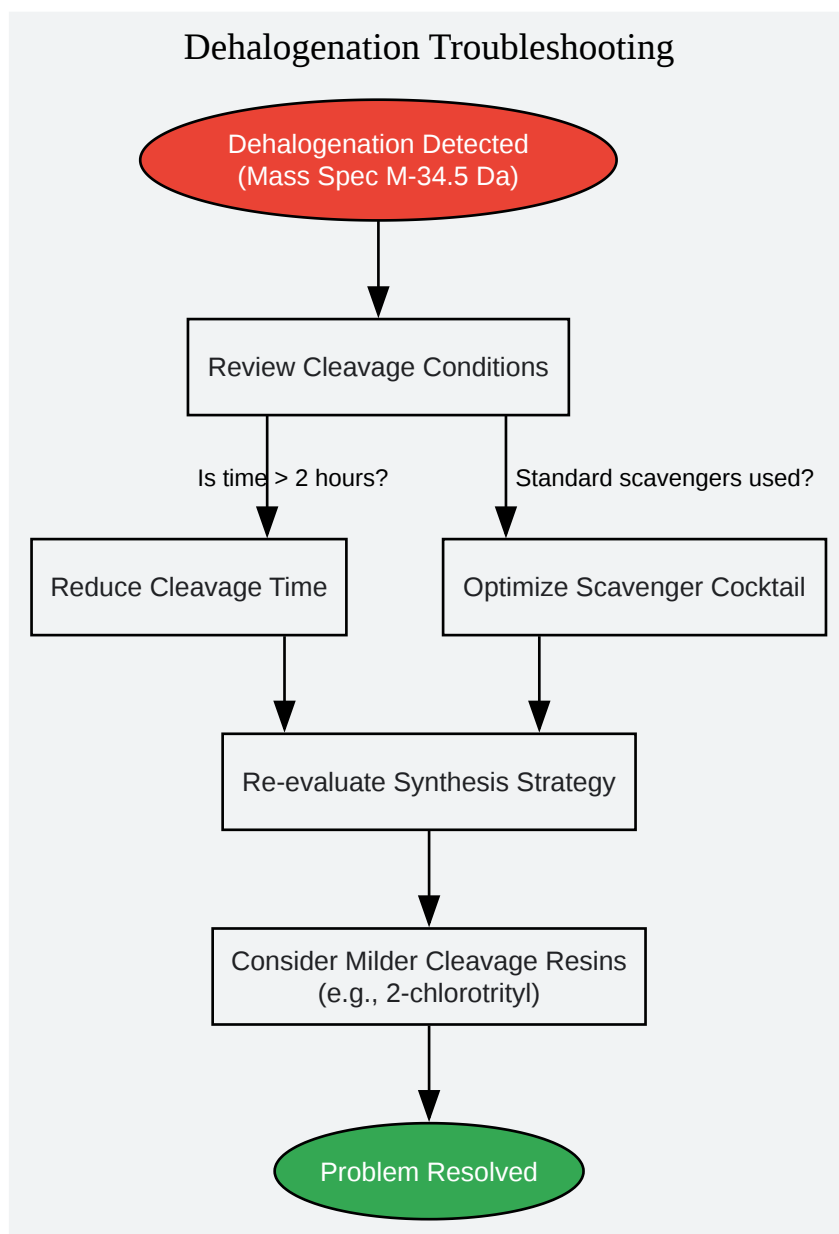 Dehalogenation Troubleshooting
Dehalogenation Detected
(Mass Spec M-34.5 Da)
Review Cleavage Conditions
Is time > 2 hours?
Standard scavengers used?
Reduce Cleavage Time
Optimize Scavenger Cocktail
Re-evaluate Synthesis Strategy
Consider Milder Cleavage Resins
(e.g., 2-chlorotrityl)
Problem Resolved